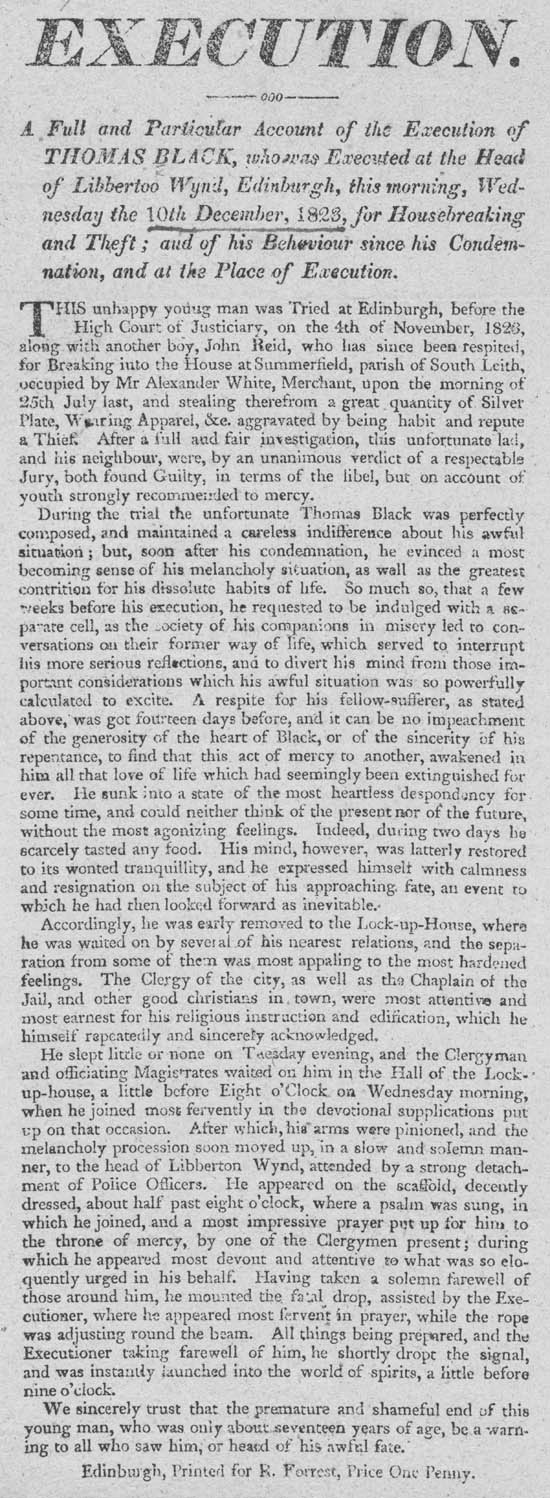 EXECUTION.
A Full and Particular Account of the Execution of
THOMAS BLACK, who was Executed at the Head
of Libbertoo Wynd, Edinburgh, this morning, Wed-
nesday the 10th December, 1823, for Housebreaking
and Theft; and of his Behaviour since his Condem-
nation, and at the Place of Execution.
THIS unhappy young man was Tried at Edinburgh, before the
High Court of Justiciary, on the 4th of November, 1823,
along with another boy, John Reid, who has since been respited,
for Breaking into the House at Summerfield, parish of South Leith,
occupied by Mr Alexander White, Merchant, upon the morning of
25th July last, and stealing therefrom a great quantity of Silver
Plate, Wearing Apparel, &c. aggravated by being habit and repute
a Thief. After a full and fair investigation, this unfortunate lad,
and his neighbour, were, by an unanimous verdict of a respectable
Jury, both found Guilty, in terms of the libel, but on account of
youth strongly recommended to mercy.
During the trial the unfortunate Thomas Black was perfectly
composed, and maintained a careless indifference about his awful
situation; but, soon after his condemnation, he evinced a most
becoming sense of his melancholy situation, as well as the greatest
contrition for his dissolute habits of life. So much so, that a few
weeks before his execution, he requested to be indulged with a se-
parate cell, as the society of his companions in misery led to con-
versations on their former way of life, which served to interrupt
his more serious reflections, and to divert his mind from those im-
portant considerations which his awful situation was so powerfully
calculated to excite. A respite for his fellow-sufferer, as stated
above, was got fourteen days before, and it can be no impeachment
of the generosity of the heart of Black, or of the sincerity of his
repentance, to find that this act of mercy to another, awakened in
him all that love of life which had seemingly been extinguished for
ever. He sunk into a state of the most heartless despondency for
some time, and could neither think of the present nor of the future,
without the most agonizing feelings. Indeed, during two days he
scarcely tasted any food. His mind, however, was latterly restored
to its wonted tranquillity, and he expressed himself with calmness
and resignation on the subject of his approaching fate, an event to
which he had then looked forward as inevitable.
Accordingly, he was early removed to the Lock-up-House, where
he was waited on by several of his nearest relations, and the sepa-
ration from some of them was most appaling to the most hardened
feelings. The Clergy of the city, as well as the Chaplain of the
Jail, and other good christians in town, were most attentive and
most earnest for his religious instruction and edification, which he
himself repeatedly and sincerely acknowledged.
He slept little or none on Tuesday evening, and the Clergyman
and officiating Magistrates waited on him in the Hall of the Lock-
up-house, a little before Eight o'Clock on Wednesday morning,
when he joined most fervently in the devotional supplications put
up on that occasion. After which, his arms were pinioned, and the
melancholy procession soon moved up, in a slow and solemn man-
ner, to the head of Libberton Wynd, attended by a strong detach-
ment of Police Officers. He appeared on the scaffold, decently
dressed, about half past eight o'clock, where a psalm was sung, in
which he joined, and a most impressive prayer put up for him to
the throne of mercy, by one of the Clergymen present; during
which he appeared most devout and attentive to what was so elo-
quently urged in his behalf. Having taken a solemn farewell of
those around him, he mounted the fatal drop, assisted by the Exe-
cutioner, where he appeared most fervent in prayer, while the rope
was adjusting round the beam. All things being prepared, and the
Executioner taking farewell of him, he shortly dropt the signal,
and was instantly launched into the world of spirits, a little before
nine o'clock.
We sincerely trust that the premature and shameful end of this
young man, who was only about seventeen years of age, be a warn-
ing to all who saw him, or heard of his awful fate.
Edinburgh, Printed for R. Forrest, Price One Penny.